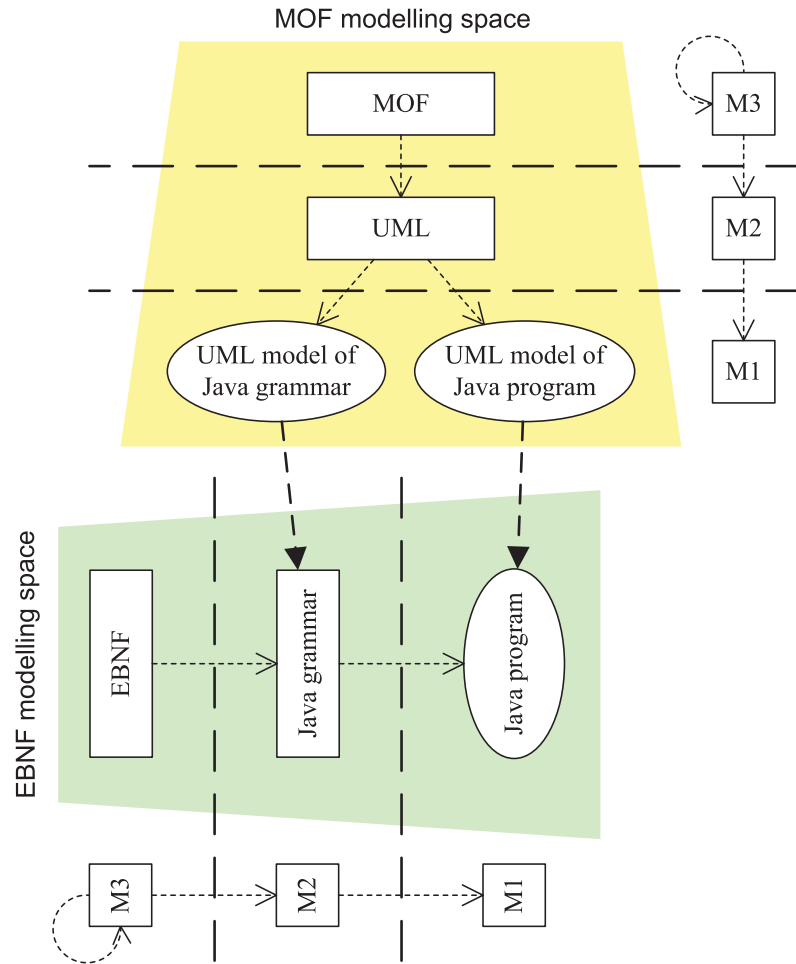 MOF modelling space
MOF
M3
UML
M2
UML model of
Java grammar
UML model of
Java program
M1
EBNF modelling space
EBNF
Java grammar
Java program
M3
M2
M1